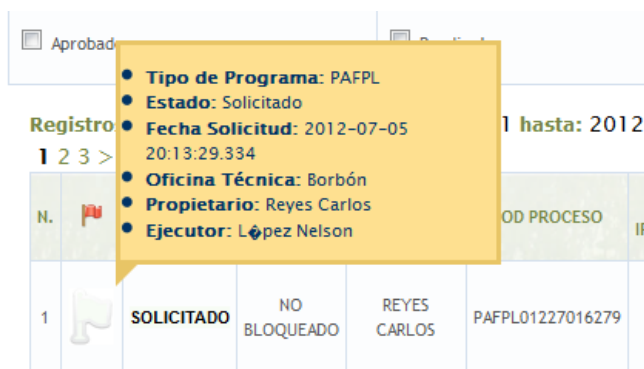 Aprobad
Tipo de Programa: PAFPL
Estado: Solicitado
Fecha Solicitud: 2012-07-05
20:13:29.334
Oficina Técnica: Borbón
Propietario: Reyes Carlos
Ejecutor: L�pez Nelson
Registro 1 hasta: 2012
1 2 3 >
N. OD PROCESO
1 SOLICITADO NO BLOQUEADO REYES CARLOS PAFPL01227016279